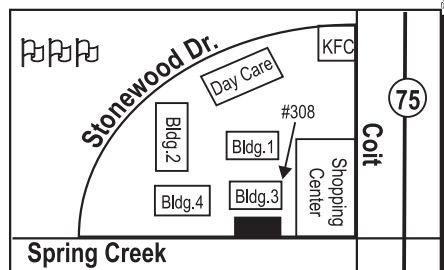 Stonewood Dr.
KFC
Day Care
75
#308
Bldg.1
Bldg.2
Coit
Shopping
Center
Bldg.4
Bldg.3
Spring Creek